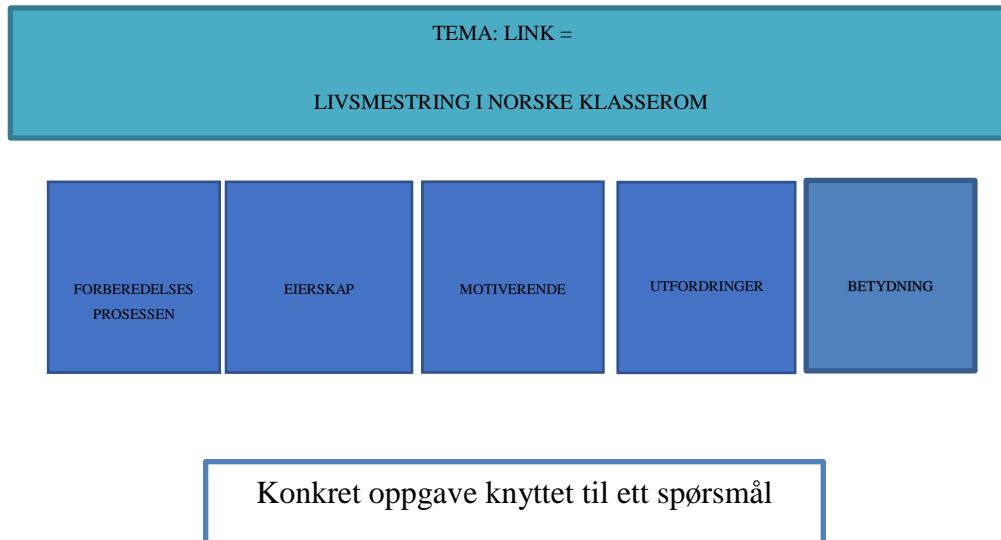 TEMA: LINK =
LIVSMESTRING I NORSKE KLASSEROM
FORBEREDELSES
PROSESSEN
EIERSKAP
MOTIVERENDE
UTFORDRINGER
BETYDNING
Konkret oppgave knyttet til ett spørsmål